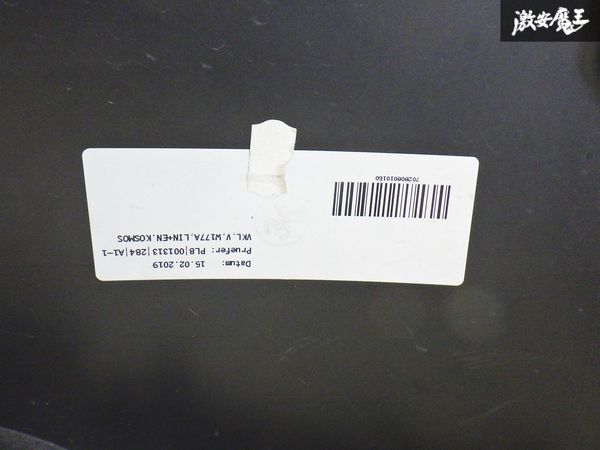 激安魔王
Datum: 15.02.2019
Pruefer: PL8|001313|284|A1-1
VKL.V.W177A,LIN+EN.KOSMOS
702808010150